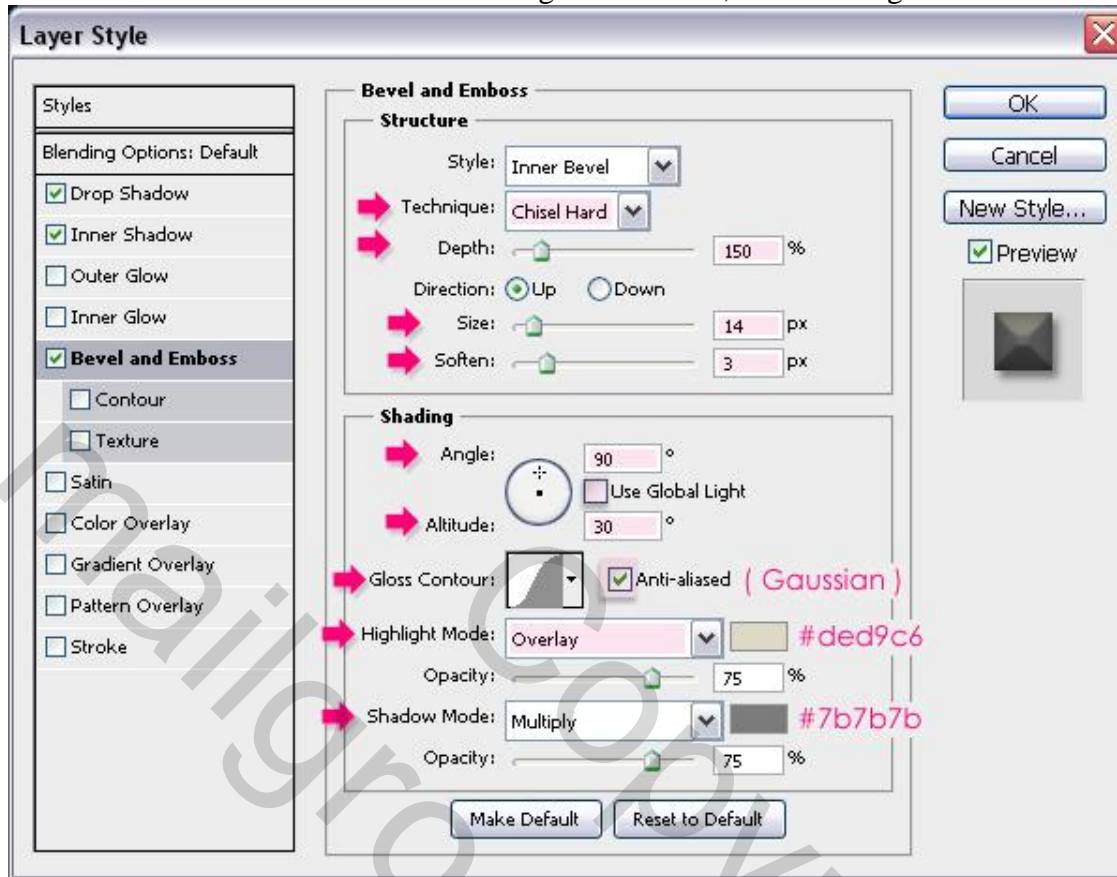 Layer Style
Styles
Blending Options: Default
Drop Shadow
Inner Shadow
Outer Glow
Inner Glow
Bevel and Emboss
Contour
Texture
Satin
Color Overlay
Gradient Overlay
Pattern Overlay
Stroke
Bevel and Emboss
Structure
Style: Inner Bevel
Technique: Chisel Hard
Depth: 150 %
Direction: Up Down
Size: 14 px
Soften: 3 px
Shading
Angle: 90 °
Use Global Light
Altitude: 30 °
Gloss Contour: Anti-aliased ( Gaussian )
Highlight Mode: Overlay #ded9c6
Opacity: 75 %
Shadow Mode: Multiply #7b7b7b
Opacity: 75 %
Make Default Reset to Default
OK
Cancel
New Style...
Preview